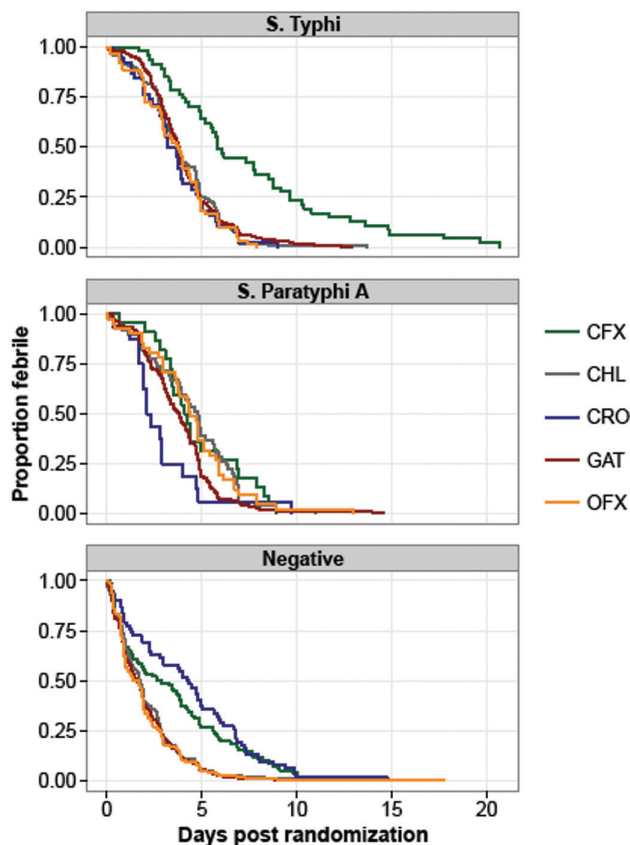 S. Typhi
1.00
0.75
0.50
0.25
0.00
S. Paratyphi A
1.00
0.75
0.50
0.25
0.00
Negative
1.00
0.75
0.50
0.25
0.00
0 5 10 15 20
Days post randomization
Proportion febrile
CFX
CHL
CRO
GAT
OFX